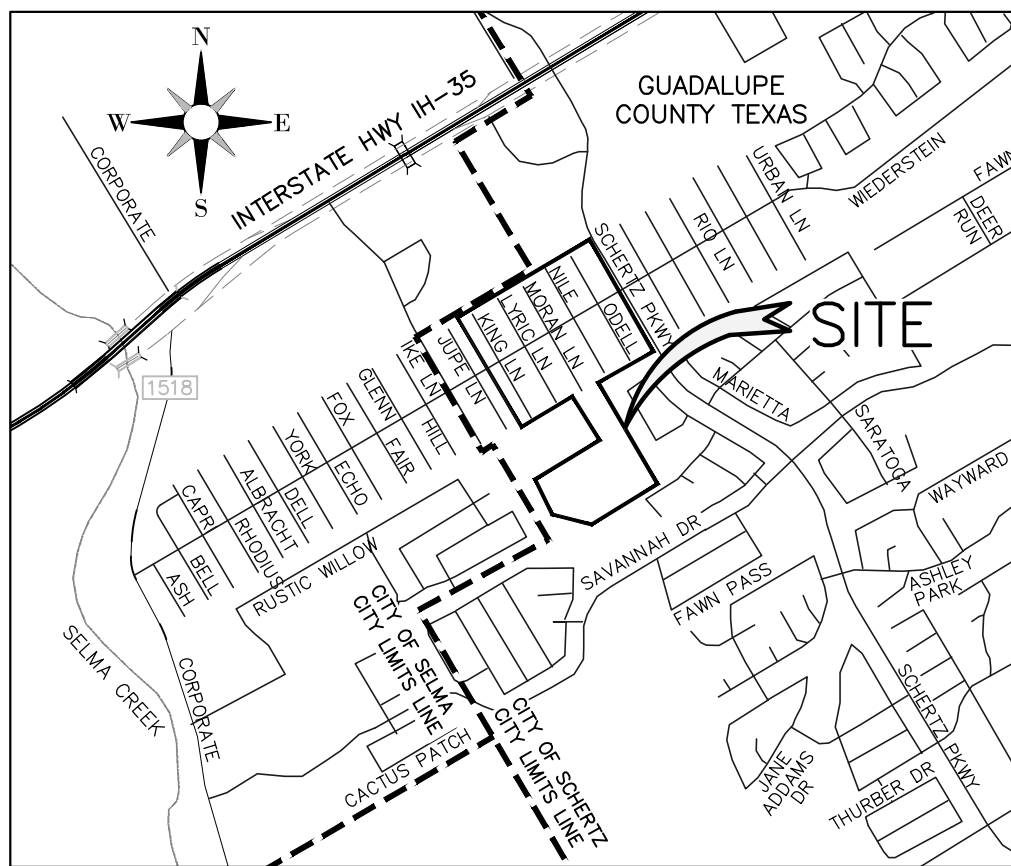 N
W
E
S
GUADALUPE
COUNTY TEXAS
INTERSTATE HWY IH-35
CORPORATE
URBAN LN
WIEDERSTEIN
FAWN
DEER
RUN
RIO LN
SCHERTZ PKWY
NILE
ODELL
MORAN LN
LYRIC LN
KING LN
JUPE LN
IKE LN
HILL
GLENN
FAIR
FOX
ECHO
YORK
DELL
ALBRACHT
RHODIUS
CAPR
BELL
ASH
SITE
1518
MARIETTA
SARATOGA
WAYWARD
SAVANNAH DR
RUSTIC WILLOW
FAWN PASS
ASHLEY
PARK
SELMA CREEK
CORPORATE
CITY OF SELMA
CITY LIMITS LINE
CITY OF SCHERTZ
CITY LIMITS LINE
CACTUS PATCH
SCHERTZ PKWY
JANE
ADDAMS
DR
THURBER DR